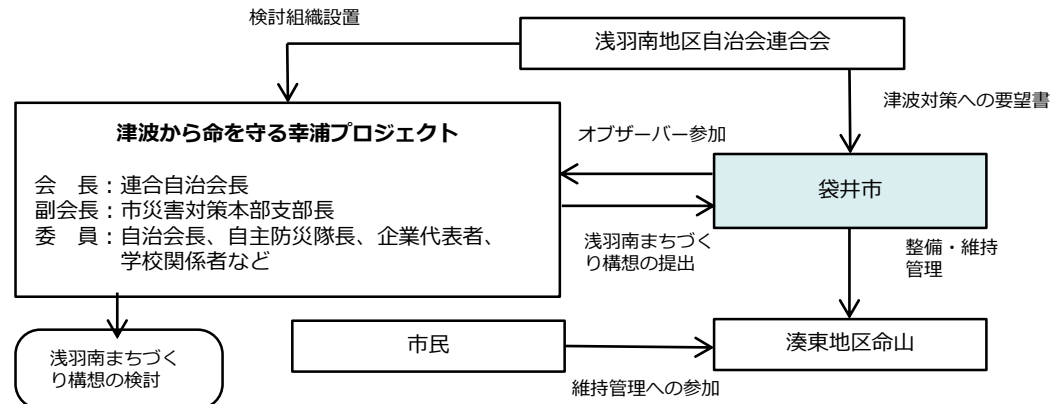 検討組織設置
浅羽南地区自治会連合会
津波対策への要望書
津波から命を守る幸浦プロジェクト
会　長：連合自治会長
副会長：市災害対策本部支部長
委　員：自治会長、自主防災隊長、企業代表者、
学校関係者など
オブザーバー参加
袋井市
浅羽南まちづく
り構想の提出
整備・維持
管理
浅羽南まちづく
り構想の検討
市民
維持管理への参加
湊東地区命山